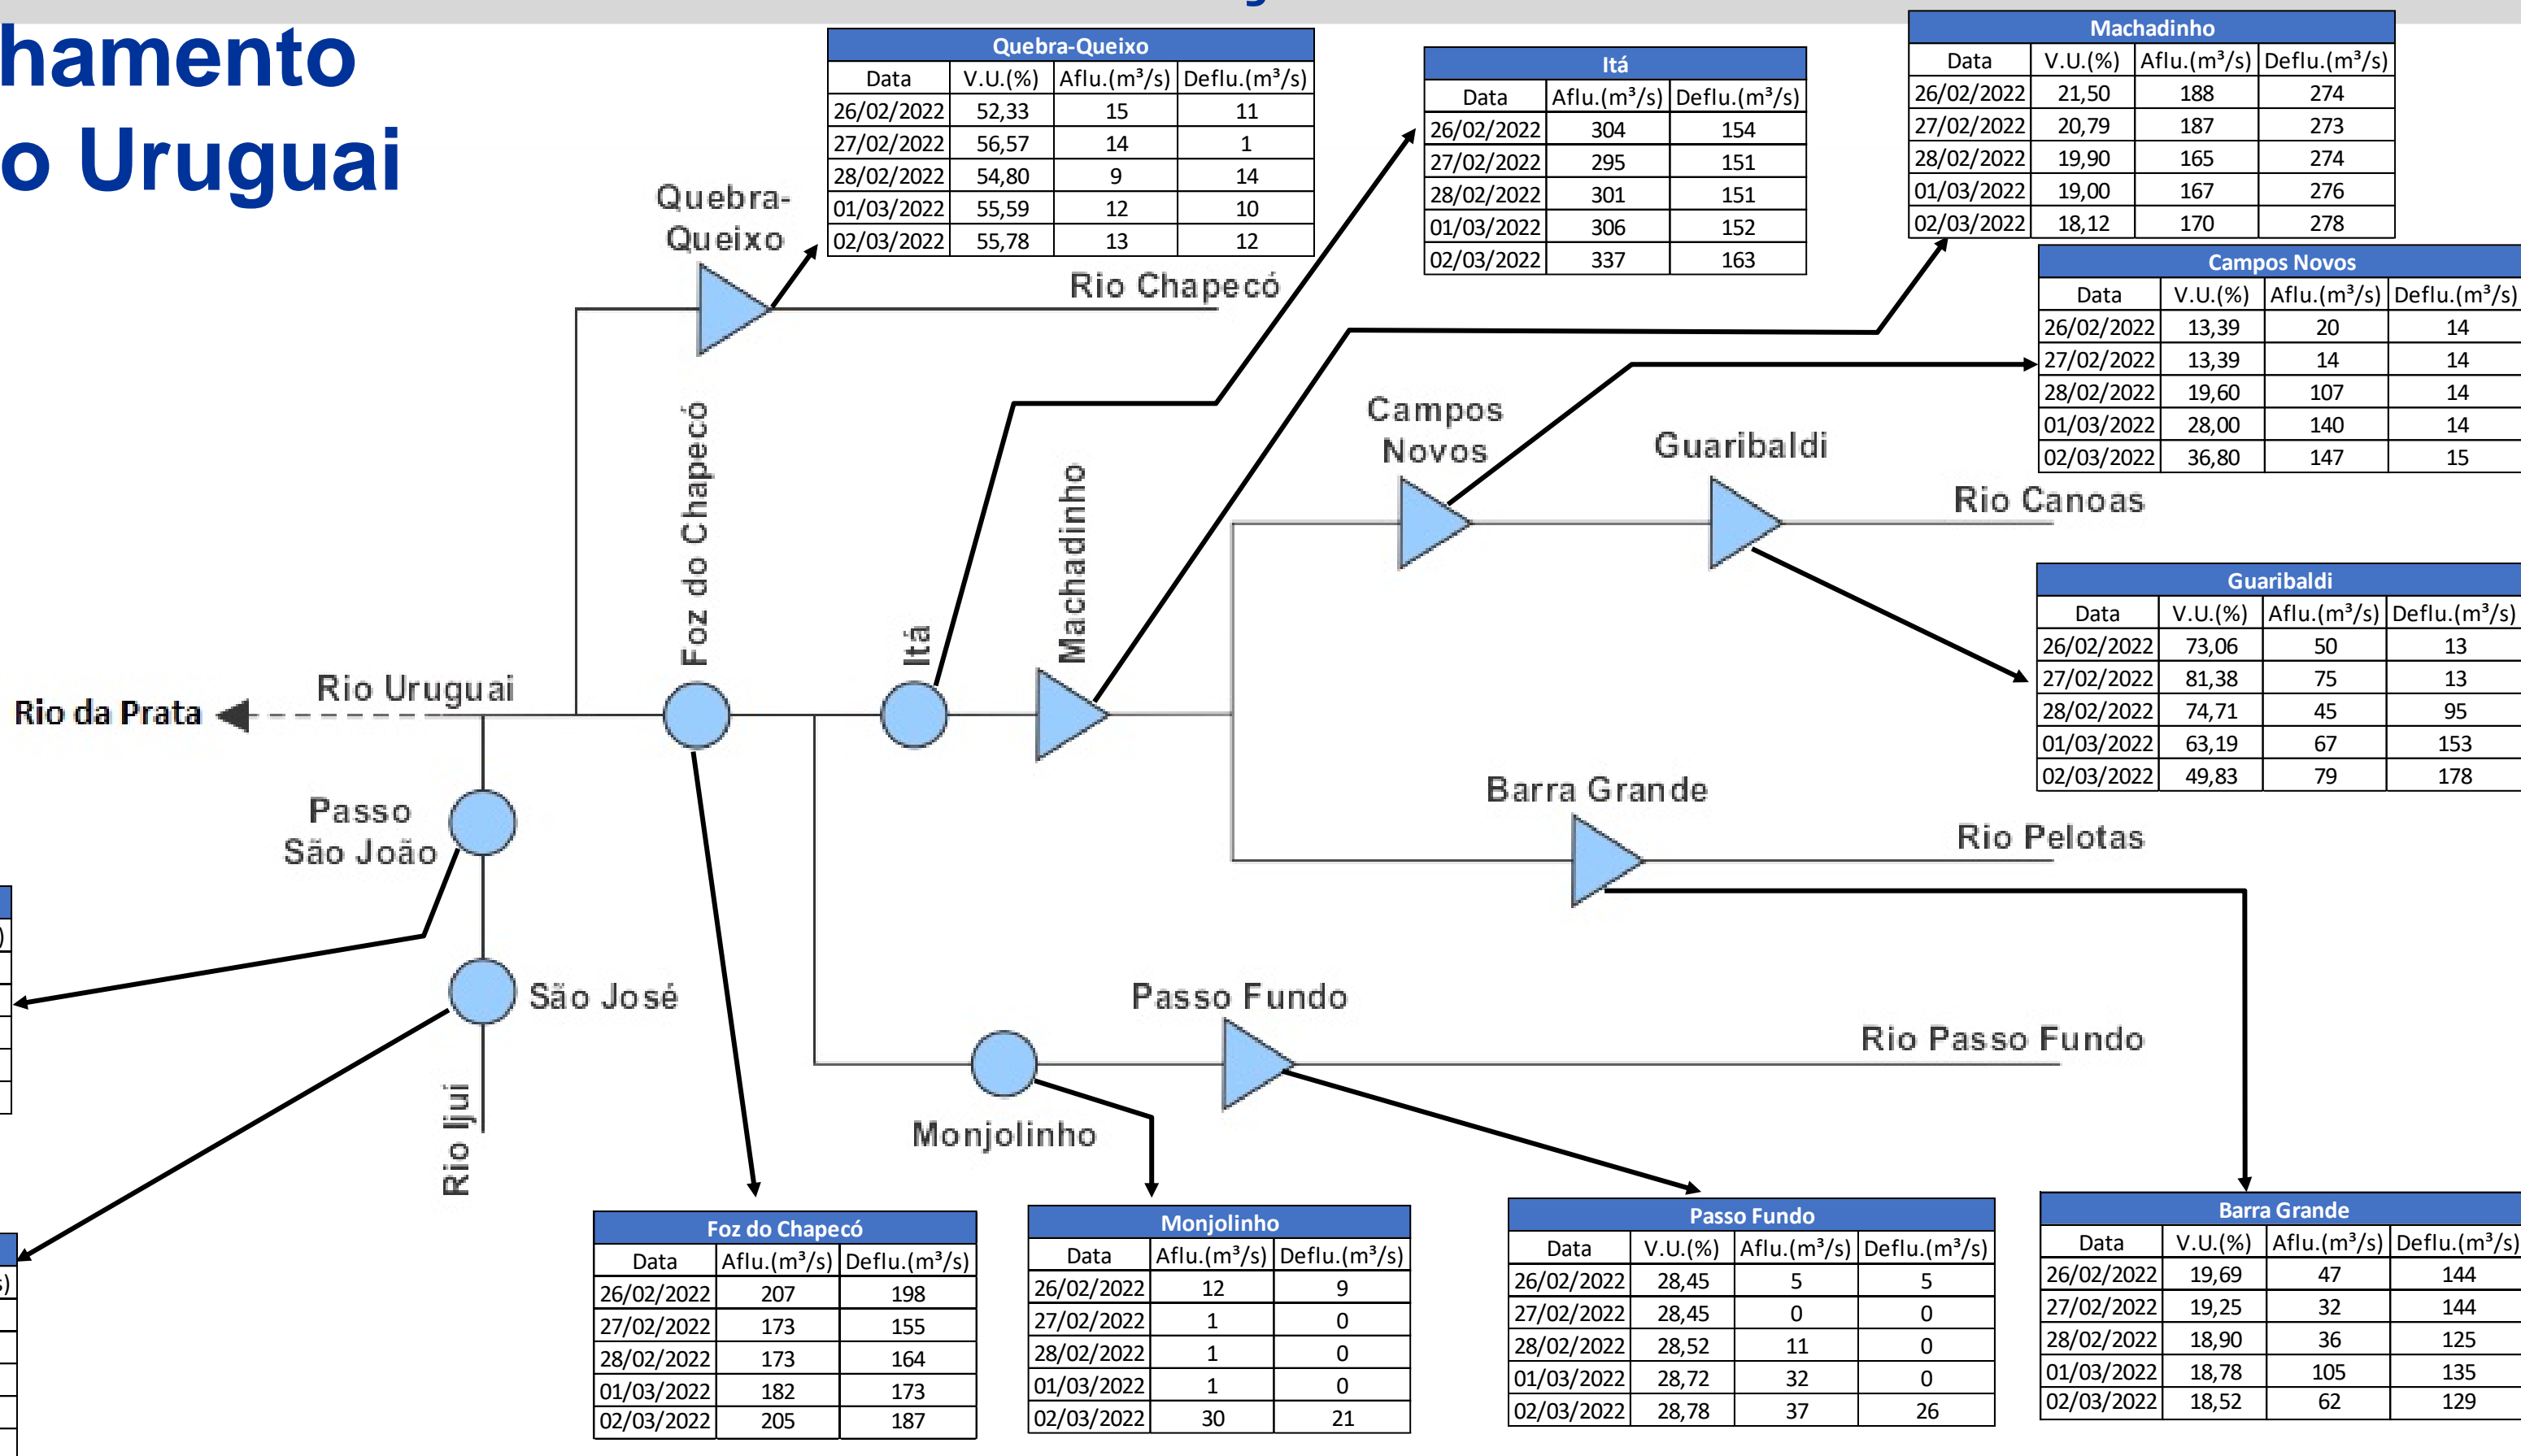 hamento
o Uruguai
Quebra-Queixo
Data V.U.(%) Aflu.(m³/s) Deflu.(m³/s)
26/02/2022 52,33 15 11
27/02/2022 56,57 14 1
28/02/2022 54,80 9 14
01/03/2022 55,59 12 10
02/03/2022 55,78 13 12
Itá
Data Aflu.(m³/s) Deflu.(m³/s)
26/02/2022 304 154
27/02/2022 295 151
28/02/2022 301 151
01/03/2022 306 152
02/03/2022 337 163
Machadinho
Data V.U.(%) Aflu.(m³/s) Deflu.(m³/s)
26/02/2022 21,50 188 274
27/02/2022 20,79 187 273
28/02/2022 19,90 165 274
01/03/2022 19,00 167 276
02/03/2022 18,12 170 278
Campos Novos
Data V.U.(%) Aflu.(m³/s) Deflu.(m³/s)
26/02/2022 13,39 20 14
27/02/2022 13,39 14 14
28/02/2022 19,60 107 14
01/03/2022 28,00 140 14
02/03/2022 36,80 147 15
Quebra-
Queixo
Rio Chapecó
Foz do Chapecó
Itá
Machadinho
Campos
Novos
Guaribaldi
Rio Canoas
Guaribaldi
Data V.U.(%) Aflu.(m³/s) Deflu.(m³/s)
26/02/2022 73,06 50 13
27/02/2022 81,38 75 13
28/02/2022 74,71 45 95
01/03/2022 63,19 67 153
02/03/2022 49,83 79 178
Rio da Prata
Rio Uruguai
Passo
São João
Barra Grande
Rio Pelotas
São José
Rio Ijui
Passo Fundo
Rio Passo Fundo
Monjolinho
Foz do Chapecó
Data Aflu.(m³/s) Deflu.(m³/s)
26/02/2022 207 198
27/02/2022 173 155
28/02/2022 173 164
01/03/2022 182 173
02/03/2022 205 187
Monjolinho
Data Aflu.(m³/s) Deflu.(m³/s)
26/02/2022 12 9
27/02/2022 1 0
28/02/2022 1 0
01/03/2022 1 0
02/03/2022 30 21
Passo Fundo
Data V.U.(%) Aflu.(m³/s) Deflu.(m³/s)
26/02/2022 28,45 5 5
27/02/2022 28,45 0 0
28/02/2022 28,52 11 0
01/03/2022 28,72 32 0
02/03/2022 28,78 37 26
Barra Grande
Data V.U.(%) Aflu.(m³/s) Deflu.(m³/s)
26/02/2022 19,69 47 144
27/02/2022 19,25 32 144
28/02/2022 18,90 36 125
01/03/2022 18,78 105 135
02/03/2022 18,52 62 129